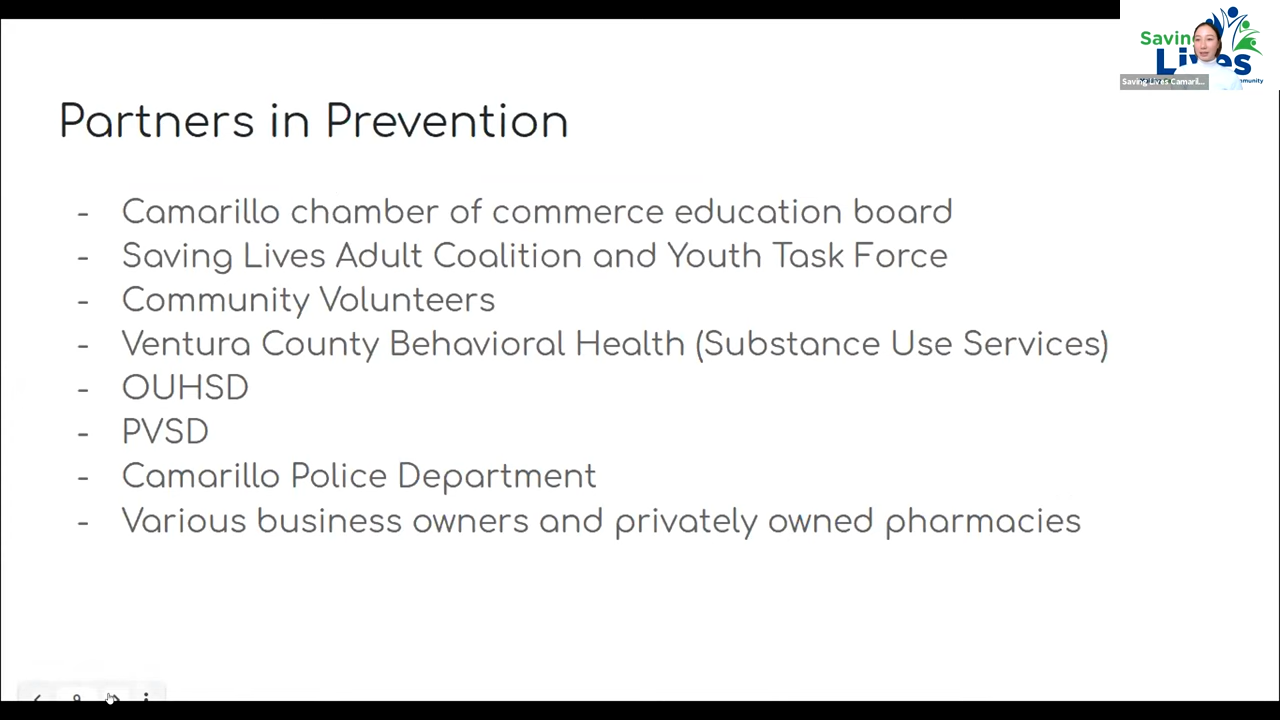 Saving
Lives
Saving Lives Camaril...
Partners in Prevention
- Camarillo chamber of commerce education board
- Saving Lives Adult Coalition and Youth Task Force
- Community Volunteers
- Ventura County Behavioral Health (Substance Use Services)
- OUHSD
- PVSD
- Camarillo Police Department
- Various business owners and privately owned pharmacies